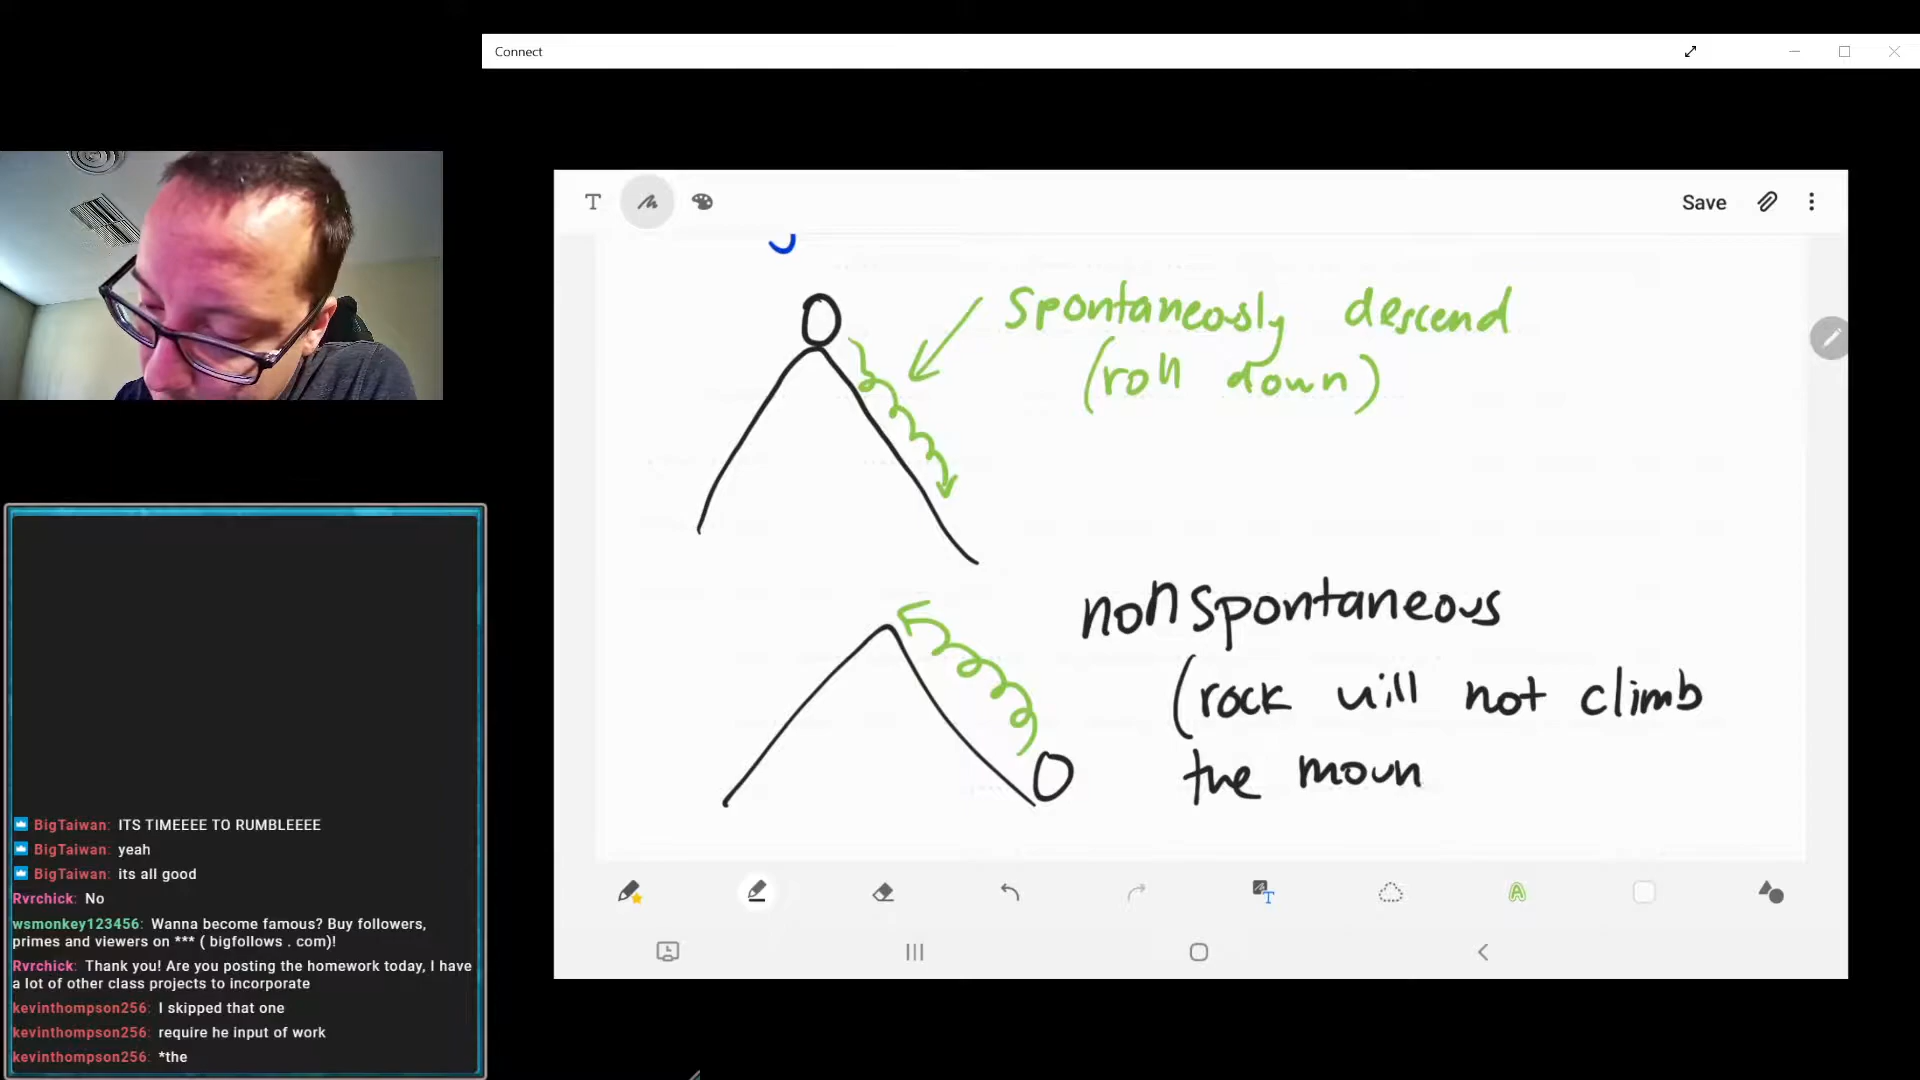 Connect
Save
Spontaneously descend
(roll down)
nonspontaneous
(rock will not climb
the moun
BigTaiwan: ITS TIMEEEE TO RUMBLEEEE
BigTaiwan: yeah
BigTaiwan: its all good
Rvrchick: No
wsmonkey123456: Wanna become famous? Buy followers,
primes and viewers on *** ( bigfollows . com)!
Rvrchick: Thank you! Are you posting the homework today, I have
a lot of other class projects to incorporate
kevinthompson256: I skipped that one
kevinthompson256: require he input of work
kevinthompson256: *the